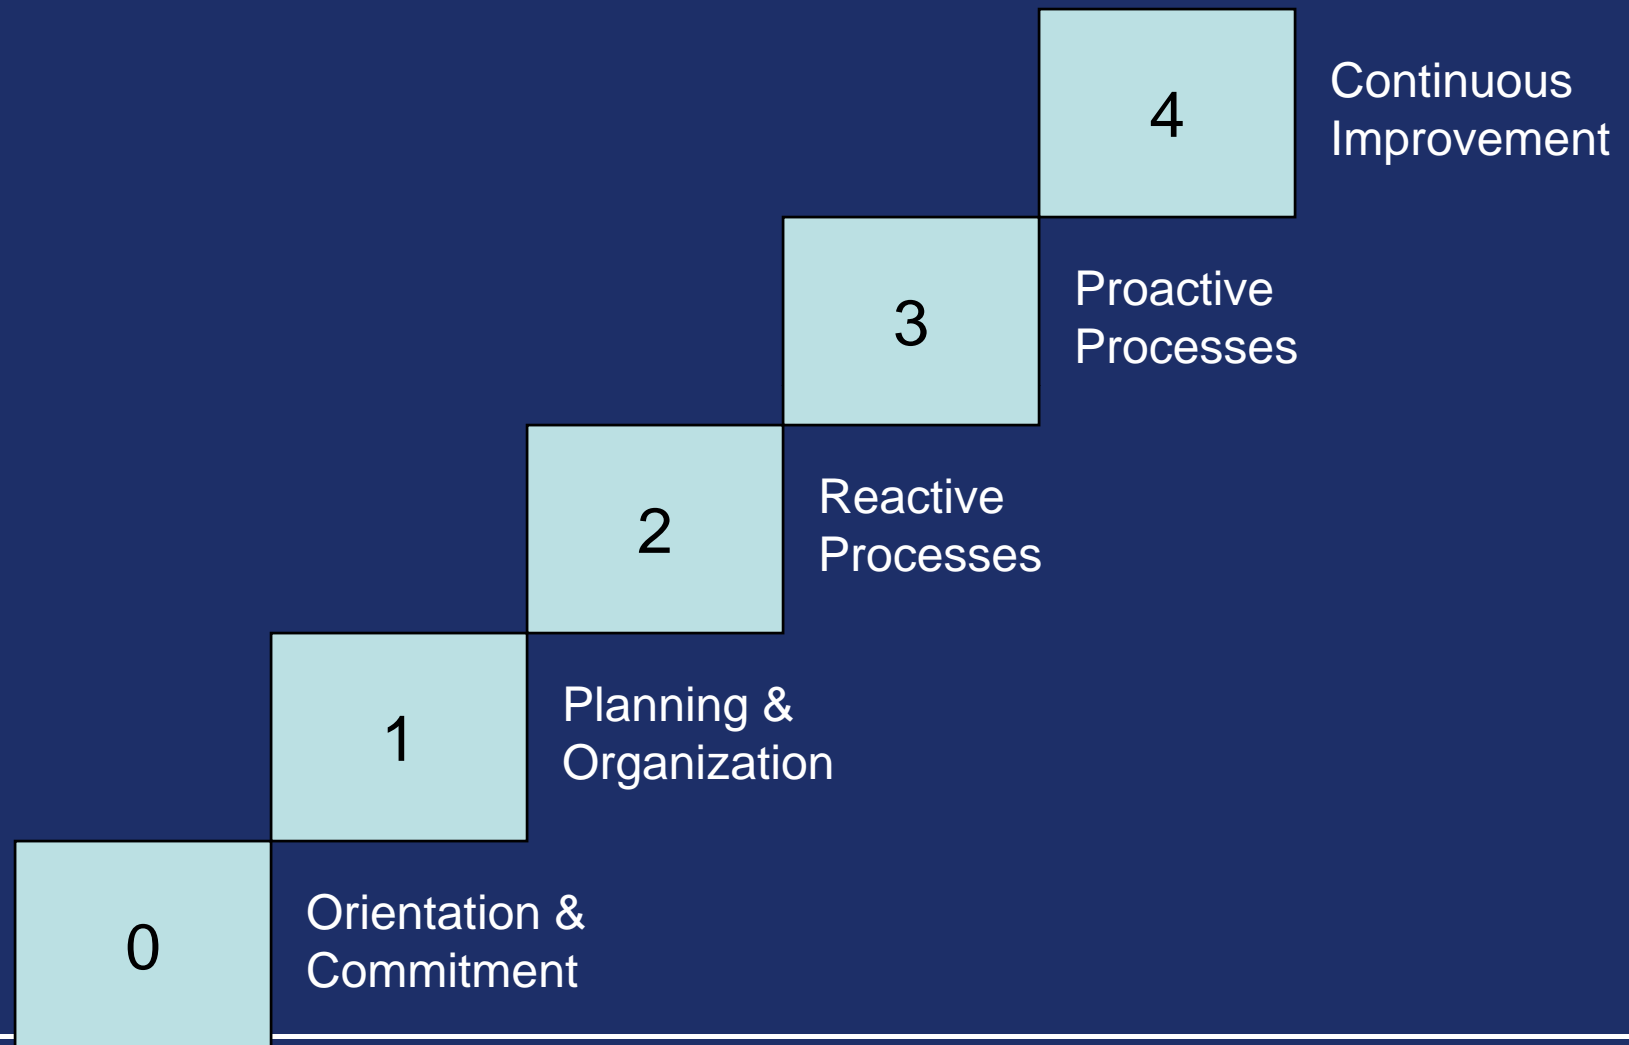 4
Continuous
Improvement
3
Proactive
Processes
2
Reactive
Processes
1
Planning &
Organization
0
Orientation &
Commitment